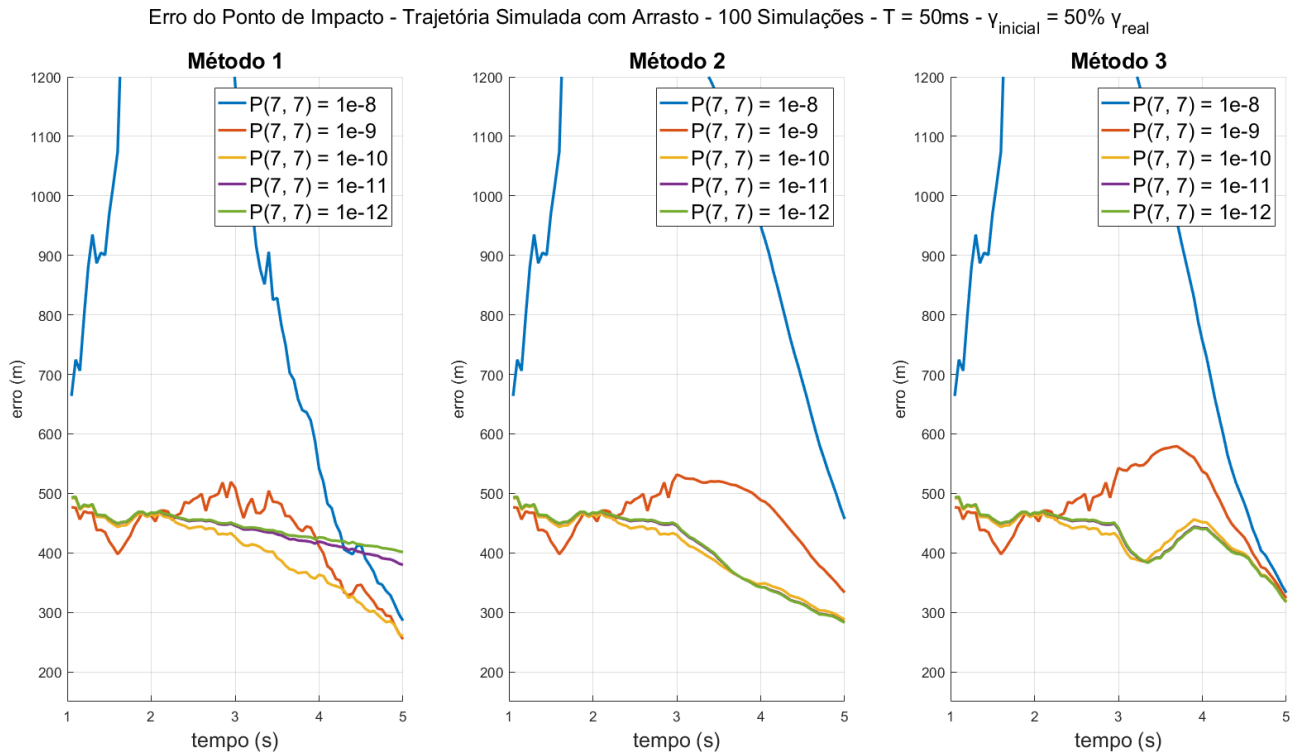 Erro do Ponto de Impacto - Trajetória Simulada com Arrasto - 100 Simulações - T = 50ms - γinicial = 50% γreal
Método 1
1200
1100
1000
900
800
700
600
500
400
300
200
erro (m)
1 2 3 4 5
tempo (s)
P(7, 7) = 1e-8
P(7, 7) = 1e-9
P(7, 7) = 1e-10
P(7, 7) = 1e-11
P(7, 7) = 1e-12
Método 2
1200
1100
1000
900
800
700
600
500
400
300
200
erro (m)
1 2 3 4 5
tempo (s)
P(7, 7) = 1e-8
P(7, 7) = 1e-9
P(7, 7) = 1e-10
P(7, 7) = 1e-11
P(7, 7) = 1e-12
Método 3
1200
1100
1000
900
800
700
600
500
400
300
200
erro (m)
1 2 3 4 5
tempo (s)
P(7, 7) = 1e-8
P(7, 7) = 1e-9
P(7, 7) = 1e-10
P(7, 7) = 1e-11
P(7, 7) = 1e-12